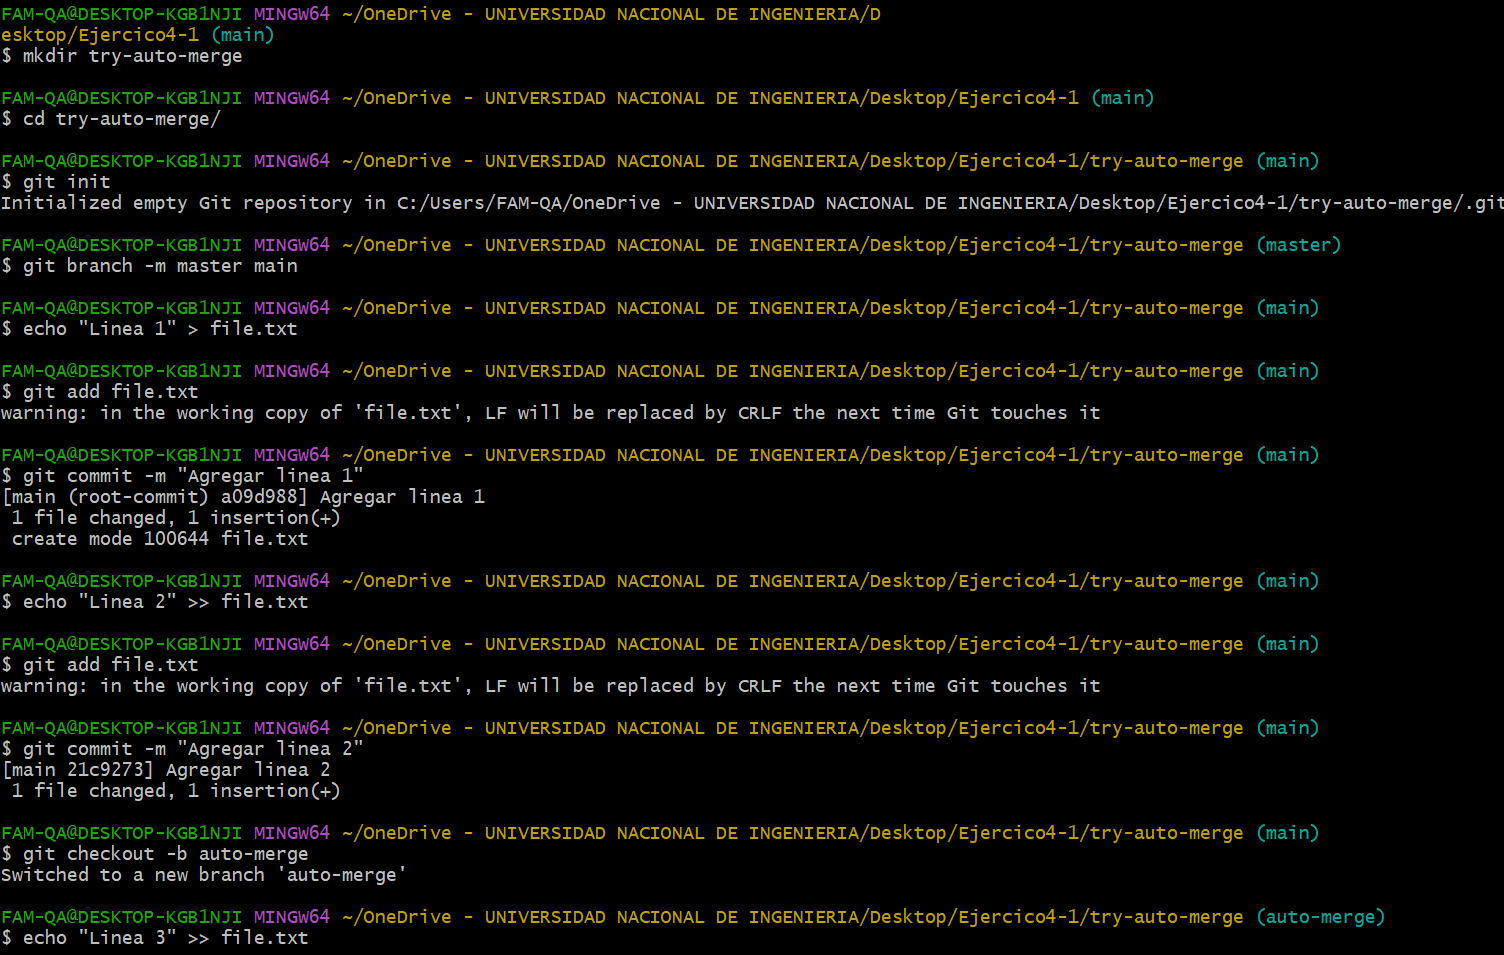 FAM-QA@DESKTOP-KGB1NJI MINGW64 ~/OneDrive - UNIVERSIDAD NACIONAL DE INGENIERIA/D
esktop/Ejercico4-1 (main)
$ mkdir try-auto-merge
FAM-QA@DESKTOP-KGB1NJI MINGW64 ~/OneDrive - UNIVERSIDAD NACIONAL DE INGENIERIA/Desktop/Ejercico4-1 (main)
$ cd try-auto-merge/
FAM-QA@DESKTOP-KGB1NJI MINGW64 ~/OneDrive - UNIVERSIDAD NACIONAL DE INGENIERIA/Desktop/Ejercico4-1/try-auto-merge (main)
$ git init
Initialized empty Git repository in C:/Users/FAM-QA/OneDrive - UNIVERSIDAD NACIONAL DE INGENIERIA/Desktop/Ejercico4-1/try-auto-merge/.git
FAM-QA@DESKTOP-KGB1NJI MINGW64 ~/OneDrive - UNIVERSIDAD NACIONAL DE INGENIERIA/Desktop/Ejercico4-1/try-auto-merge (master)
$ git branch -m master main
FAM-QA@DESKTOP-KGB1NJI MINGW64 ~/OneDrive - UNIVERSIDAD NACIONAL DE INGENIERIA/Desktop/Ejercico4-1/try-auto-merge (main)
$ echo "Linea 1" > file.txt
FAM-QA@DESKTOP-KGB1NJI MINGW64 ~/OneDrive - UNIVERSIDAD NACIONAL DE INGENIERIA/Desktop/Ejercico4-1/try-auto-merge (main)
$ git add file.txt
warning: in the working copy of 'file.txt', LF will be replaced by CRLF the next time Git touches it
FAM-QA@DESKTOP-KGB1NJI MINGW64 ~/OneDrive - UNIVERSIDAD NACIONAL DE INGENIERIA/Desktop/Ejercico4-1/try-auto-merge (main)
$ git commit -m "Agregar linea 1"
[main (root-commit) a09d988] Agregar linea 1
1 file changed, 1 insertion(+)
create mode 100644 file.txt
FAM-QA@DESKTOP-KGB1NJI MINGW64 ~/OneDrive - UNIVERSIDAD NACIONAL DE INGENIERIA/Desktop/Ejercico4-1/try-auto-merge (main)
$ echo "Linea 2" >> file.txt
FAM-QA@DESKTOP-KGB1NJI MINGW64 ~/OneDrive - UNIVERSIDAD NACIONAL DE INGENIERIA/Desktop/Ejercico4-1/try-auto-merge (main)
$ git add file.txt
warning: in the working copy of 'file.txt', LF will be replaced by CRLF the next time Git touches it
FAM-QA@DESKTOP-KGB1NJI MINGW64 ~/OneDrive - UNIVERSIDAD NACIONAL DE INGENIERIA/Desktop/Ejercico4-1/try-auto-merge (main)
$ git commit -m "Agregar linea 2"
[main 21c9273] Agregar linea 2
1 file changed, 1 insertion(+)
FAM-QA@DESKTOP-KGB1NJI MINGW64 ~/OneDrive - UNIVERSIDAD NACIONAL DE INGENIERIA/Desktop/Ejercico4-1/try-auto-merge (main)
$ git checkout -b auto-merge
Switched to a new branch 'auto-merge'
FAM-QA@DESKTOP-KGB1NJI MINGW64 ~/OneDrive - UNIVERSIDAD NACIONAL DE INGENIERIA/Desktop/Ejercico4-1/try-auto-merge (auto-merge)
$ echo "Linea 3" >> file.txt